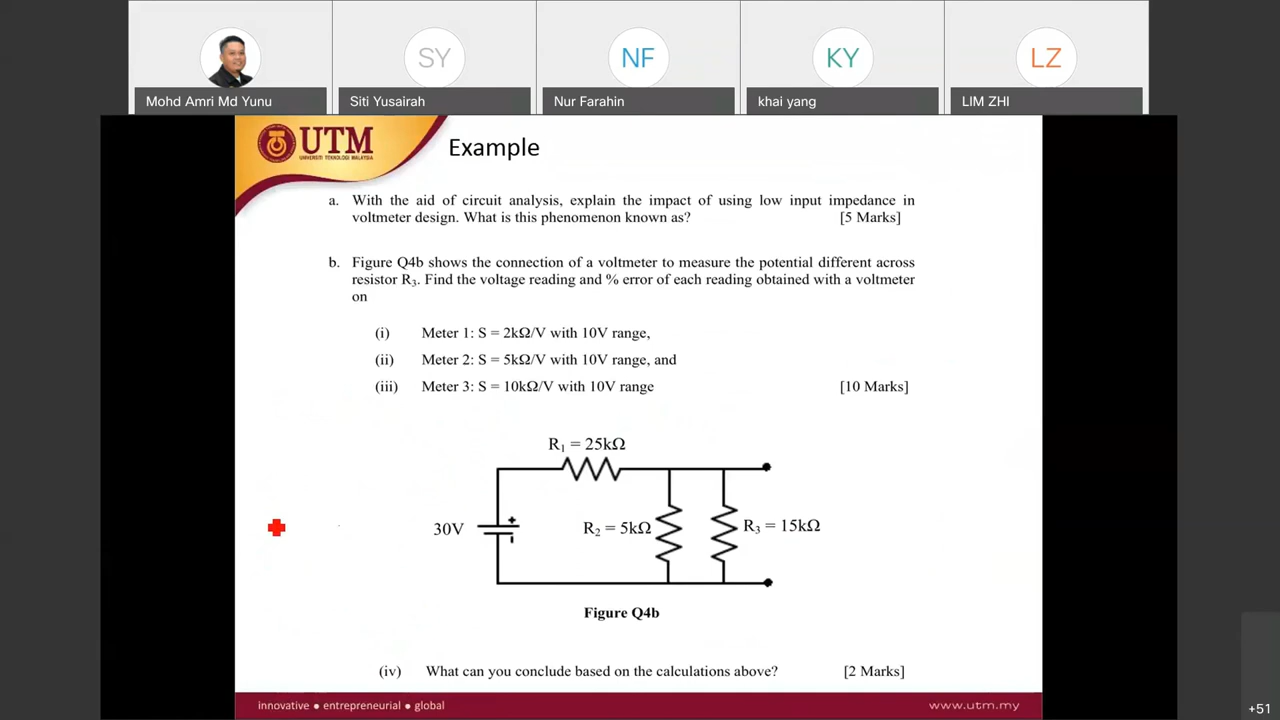 SY
NF
KY
LZ
Mohd Amri Md Yunu
Siti Yusairah
Nur Farahin
khai yang
LIM ZHI
UTM
UNIVERSITI TEKNOLOGI MALAYSIA
Example
a. With the aid of circuit analysis, explain the impact of using low input impedance in
voltmeter design. What is this phenomenon known as? [5 Marks]
b. Figure Q4b shows the connection of a voltmeter to measure the potential different across
resistor R₃. Find the voltage reading and % error of each reading obtained with a voltmeter
on
(i) Meter 1: S = 2kΩ/V with 10V range,
(ii) Meter 2: S = 5kΩ/V with 10V range, and
(iii) Meter 3: S = 10kΩ/V with 10V range [10 Marks]
R₁ = 25kΩ
30V
R₂ = 5kΩ
R₃ = 15kΩ
Figure Q4b
(iv) What can you conclude based on the calculations above? [2 Marks]
innovative ● entrepreneurial ● global
www.utm.my
+51